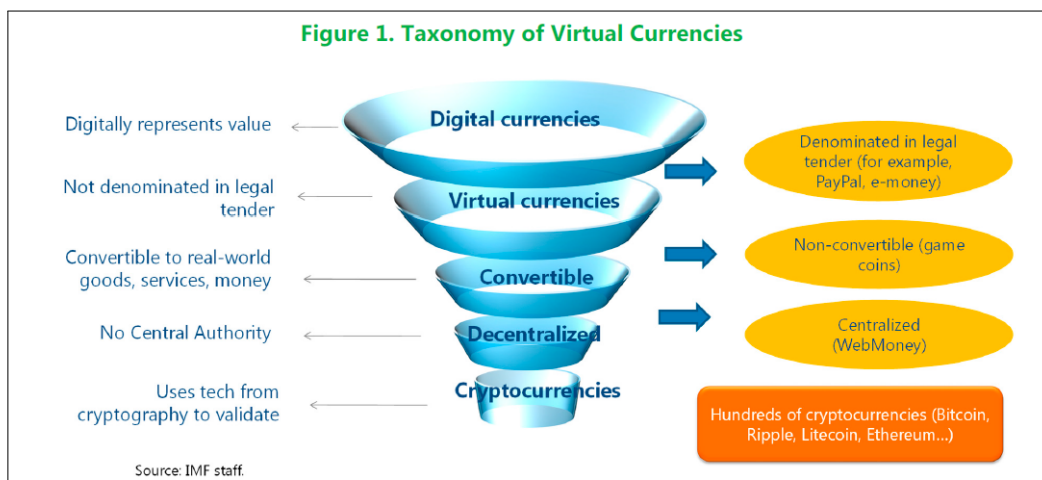 Figure 1. Taxonomy of Virtual Currencies
Digitally represents value
Digital currencies
Denominated in legal
tender (for example,
PayPal, e-money)
Not denominated in legal
tender
Virtual currencies
Non-convertible (game
coins)
Convertible to real-world
goods, services, money
Convertible
No Central Authority
Decentralized
Centralized
(WebMoney)
Uses tech from
cryptography to validate
Cryptocurrencies
Hundreds of cryptocurrencies (Bitcoin,
Ripple, Litecoin, Ethereum...)
Source: IMF staff.